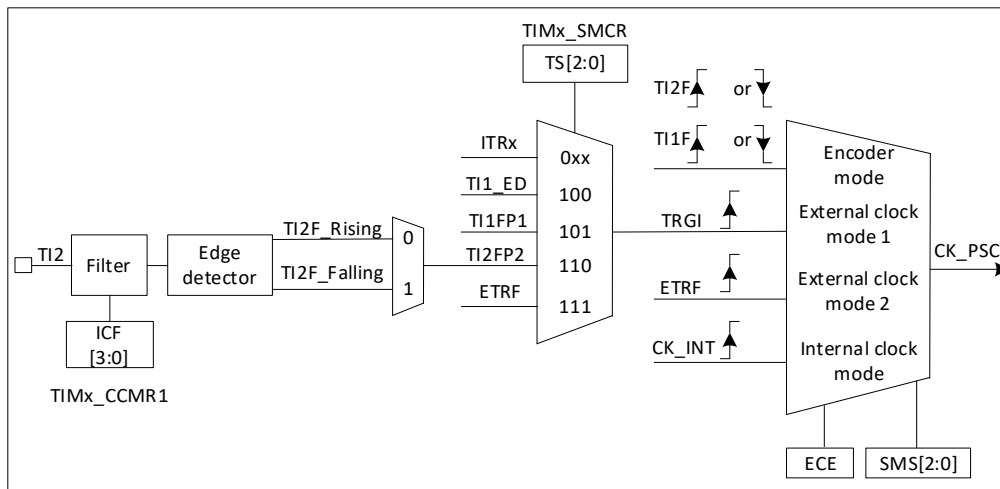 TIMx_SMCR
TS[2:0]
TI2F or
TI1F or
ITRx
0xx
Encoder
mode
TI1_ED
100
TI1FP1
101
TRGI
External clock
mode 1
TI2
Filter
Edge
detector
TI2F_Rising
0
TI2F_Falling
1
TI2FP2
110
ETRF
111
ETRF
External clock
mode 2
CK_PSC
CK_INT
Internal clock
mode
ICF
[3:0]
TIMx_CCMR1
ECE
SMS[2:0]